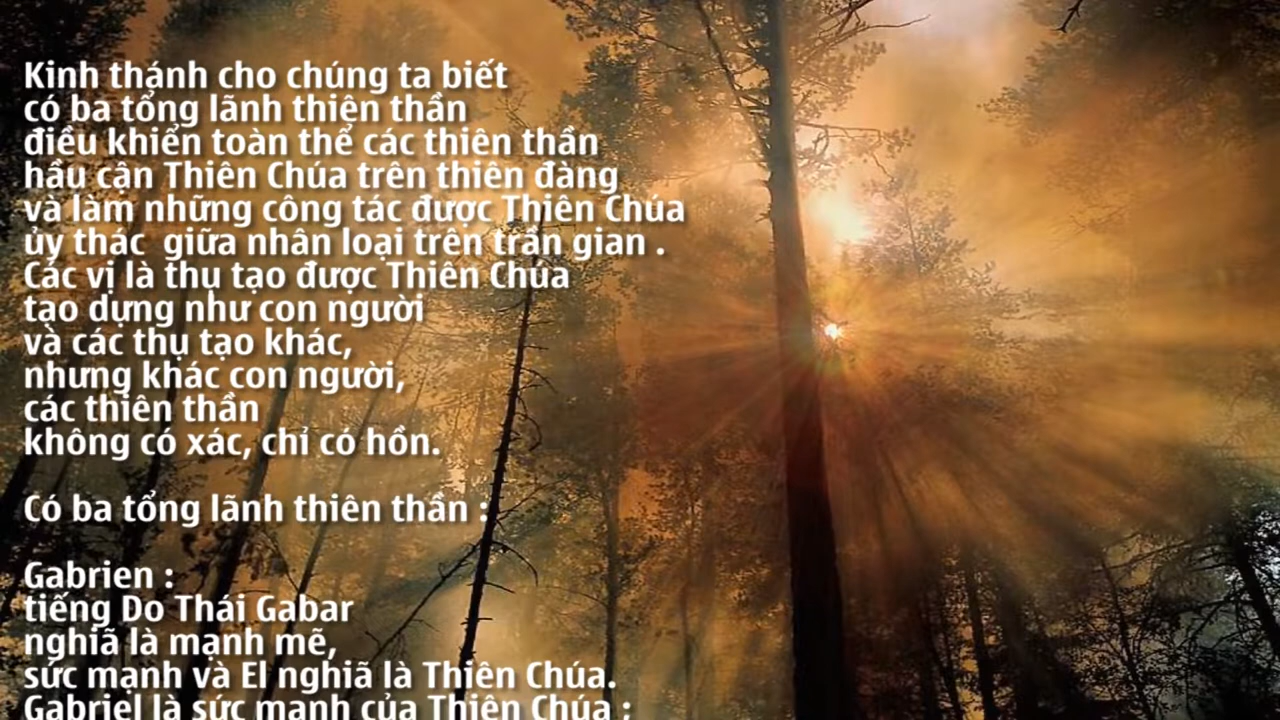 Kinh thánh cho chúng ta biết
có ba tổng lãnh thiên thần
điều khiển toàn thể các thiên thần
hầu cận Thiên Chúa trên thiên đàng
và làm những công tác được Thiên Chúa
ủy thác  giữa nhân loại trên trần gian .
Các vị là thụ tạo được Thiên Chúa
tạo dựng như con người
và các thụ tạo khác,
nhưng khác con người,
các thiên thần
không có xác, chỉ có hồn.
Có ba tổng lãnh thiên thần :
Gabrien :
tiếng Do Thái Gabar
nghiã là mạnh mẽ,
sức mạnh và El nghiã là Thiên Chúa.
Gabriel là sức mạnh của Thiên Chúa ;